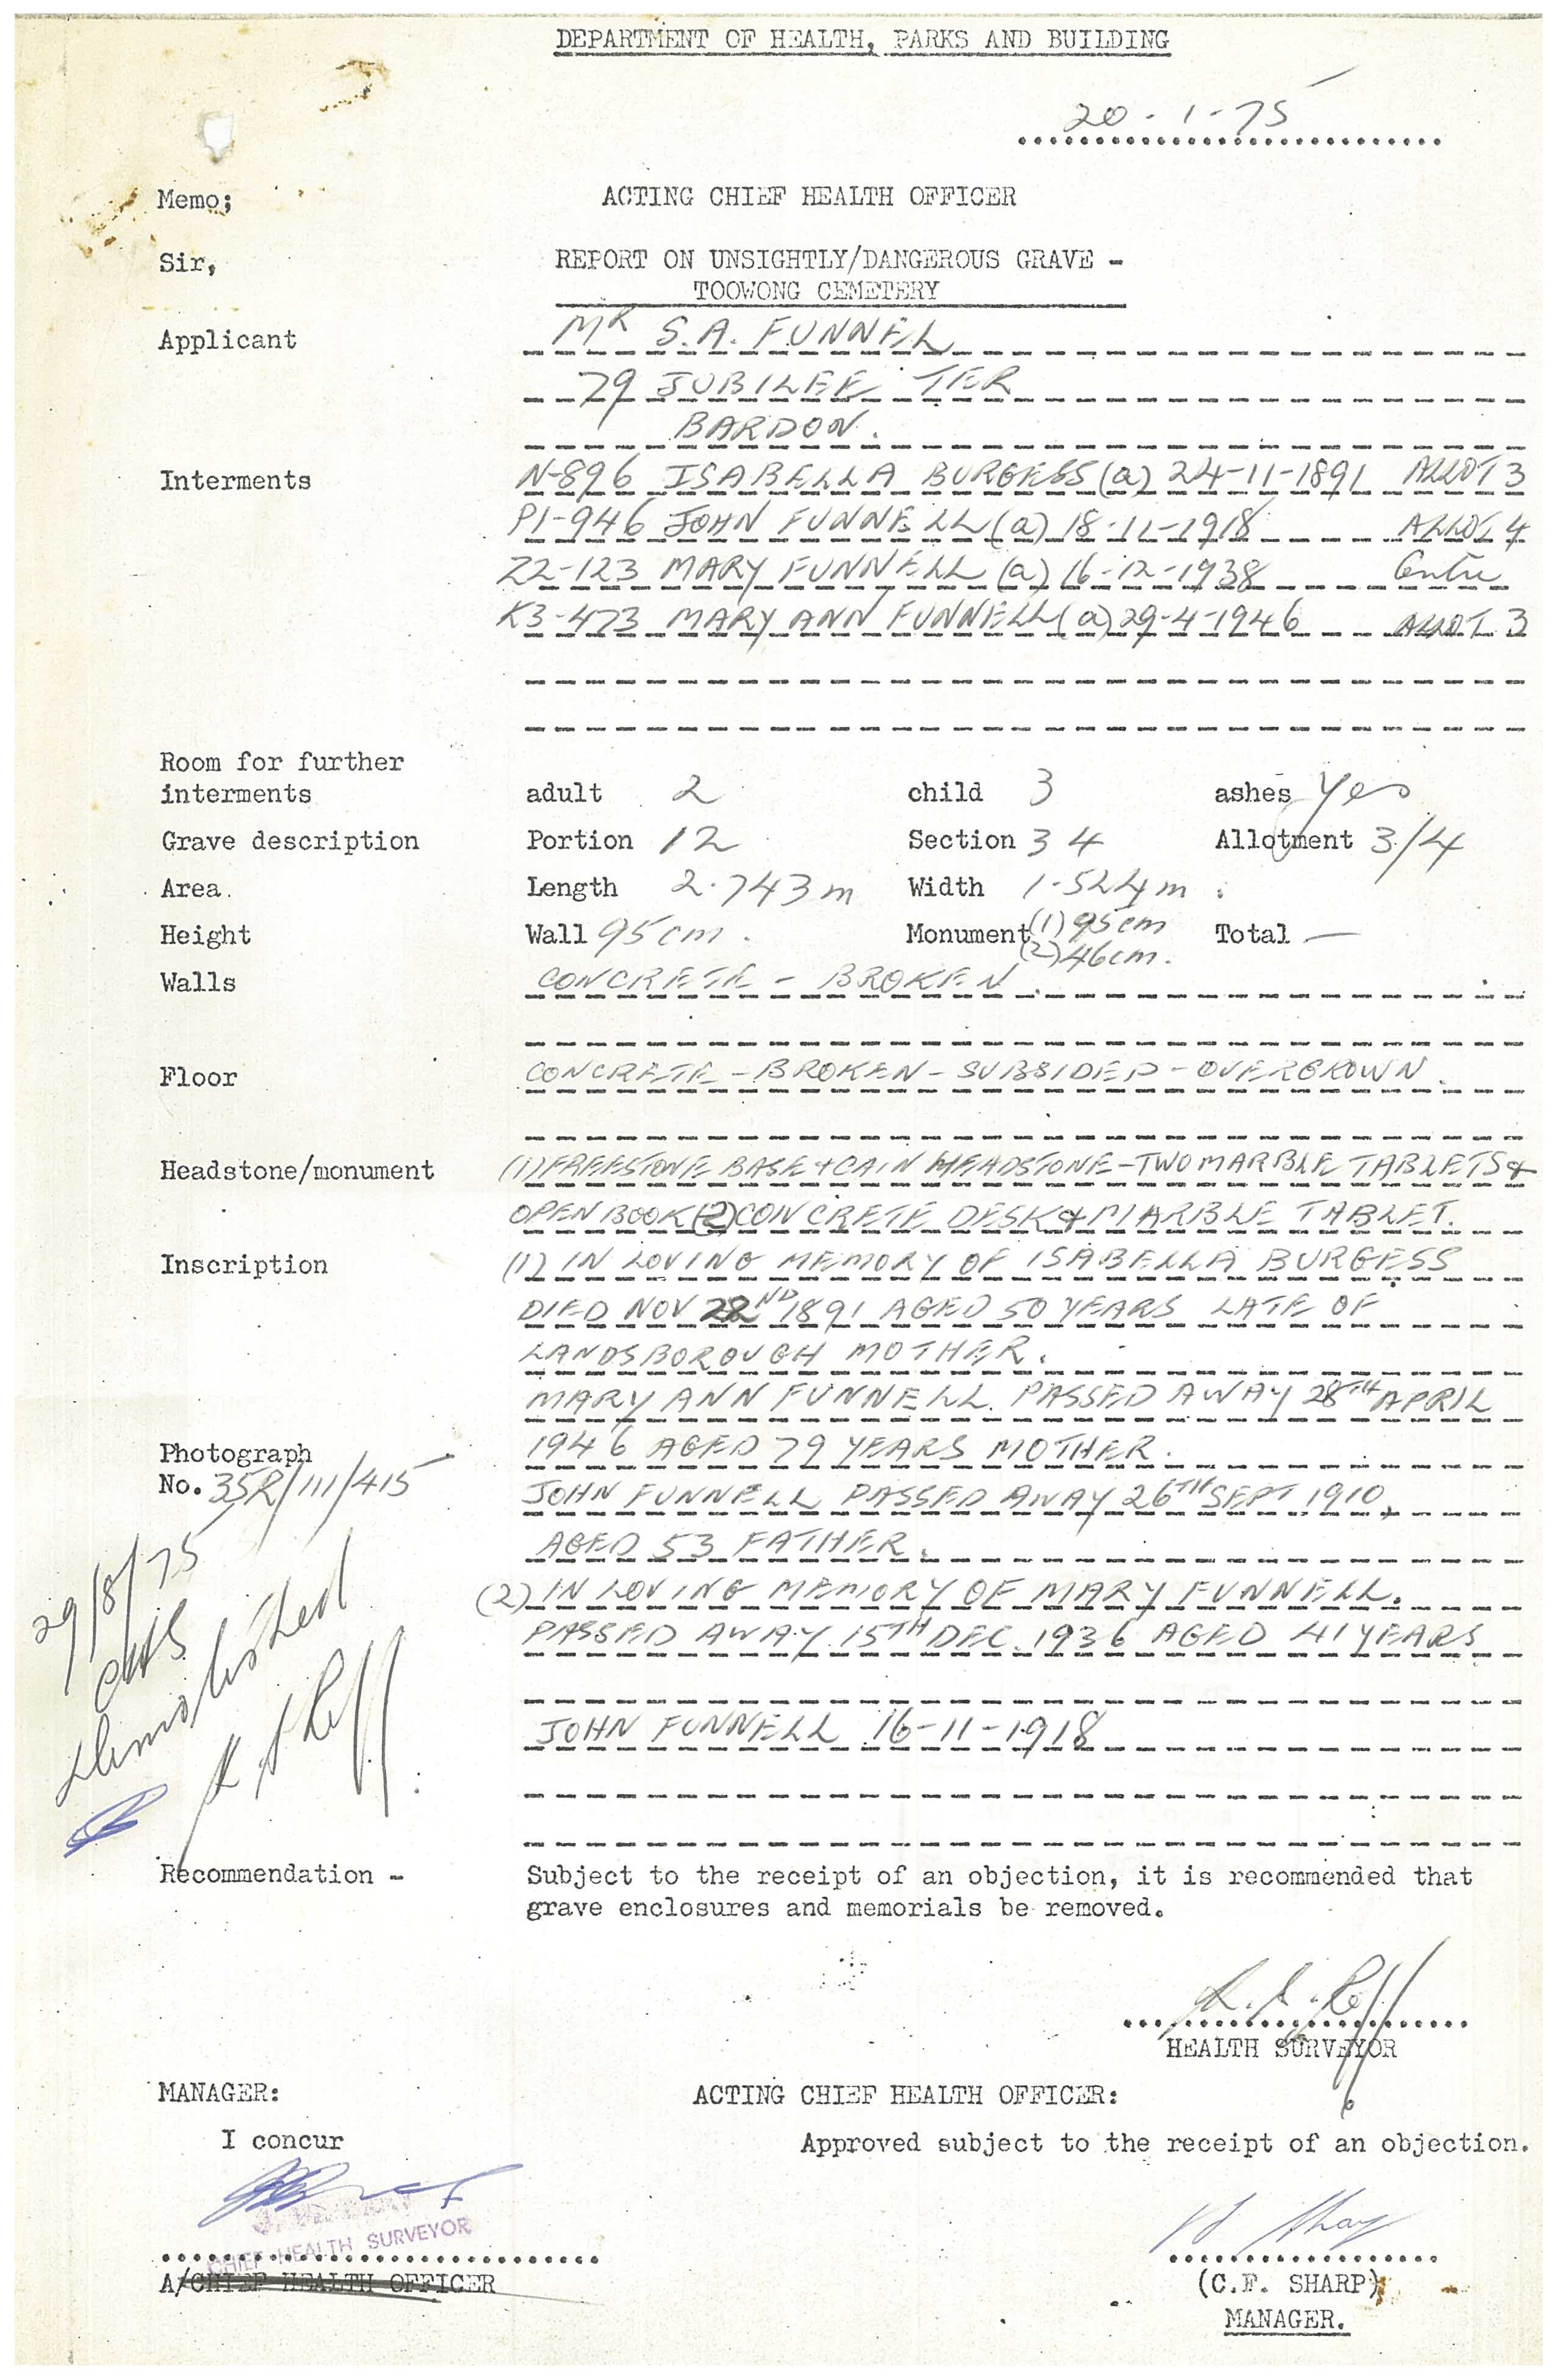 DEPARTMENT OF HEALTH, PARKS AND BUILDING
20-1-75
Memo; ACTING CHIEF HEALTH OFFICER
Sir, REPORT ON UNSIGHTLY/DANGEROUS GRAVE -
TOOWONG CEMETERY
Applicant MR S.A. FUNNEL
79 JUBILEE TER
BARDON.
Interments N-896 ISABELLA BURGESS (a) 24-11-1891 ALLOT 3
P1-946 JOHN FUNNELL (a) 18-11-1918 ALLOT 4
Z2-123 MARY FUNNELL (a) 16-12-1938 Centre
K3-473 MARY ANN FUNNELL (a) 29-4-1946 ALLOT 3
Room for further
interments adult 2 child 3 ashes Yes
Grave description Portion 12 Section 34 Allotment 3/4
Area. Length 2.743m Width 1.524m.
Height Wall 95cm. Monument (1) 95cm Total —
(2) 46cm.
Walls CONCRETE - BROKEN.
Floor CONCRETE - BROKEN - SUBSIDED - OVERGROWN.
Headstone/monument (1) FREESTONE BASE + CAIN HEADSTONE - TWO MARBLE TABLETS &
OPEN BOOK (2) CONCRETE DESK & MARBLE TABLET.
Inscription (1) IN LOVING MEMORY OF ISABELLA BURGESS
DIED NOV 22ND 1891 AGED 50 YEARS LATE OF
LANDSBOROUGH MOTHER.
MARY ANN FUNNELL PASSED AWAY 28TH APRIL
Photograph 1946 AGED 79 YEARS MOTHER.
No. 35R/111/415 JOHN FUNNELL PASSED AWAY 26TH SEPT 1910,
AGED 53 FATHER.
29/8/75
(2) IN LOVING MEMORY OF MARY FUNNELL.
PASSED AWAY 15TH DEC. 1936 AGED 41 YEARS
demolished
JOHN FUNNELL 16-11-1918
Recommendation - Subject to the receipt of an objection, it is recommended that
grave enclosures and memorials be removed.
HEALTH SURVEYOR
MANAGER: ACTING CHIEF HEALTH OFFICER:
I concur Approved subject to the receipt of an objection.
CHIEF HEALTH SURVEYOR
A/CHIEF HEALTH OFFICER (C.F. SHARP)
MANAGER.